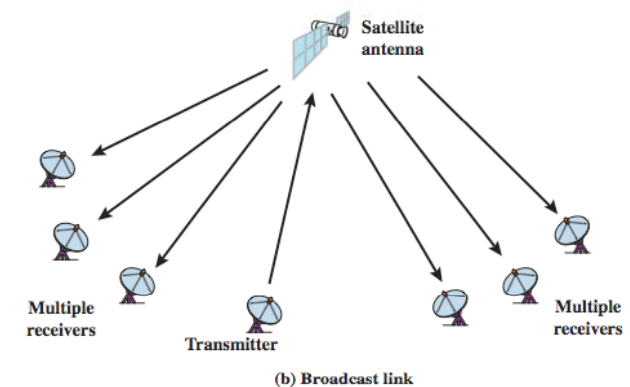 Satellite
antenna
Multiple
receivers
Transmitter
Multiple
receivers
(b) Broadcast link